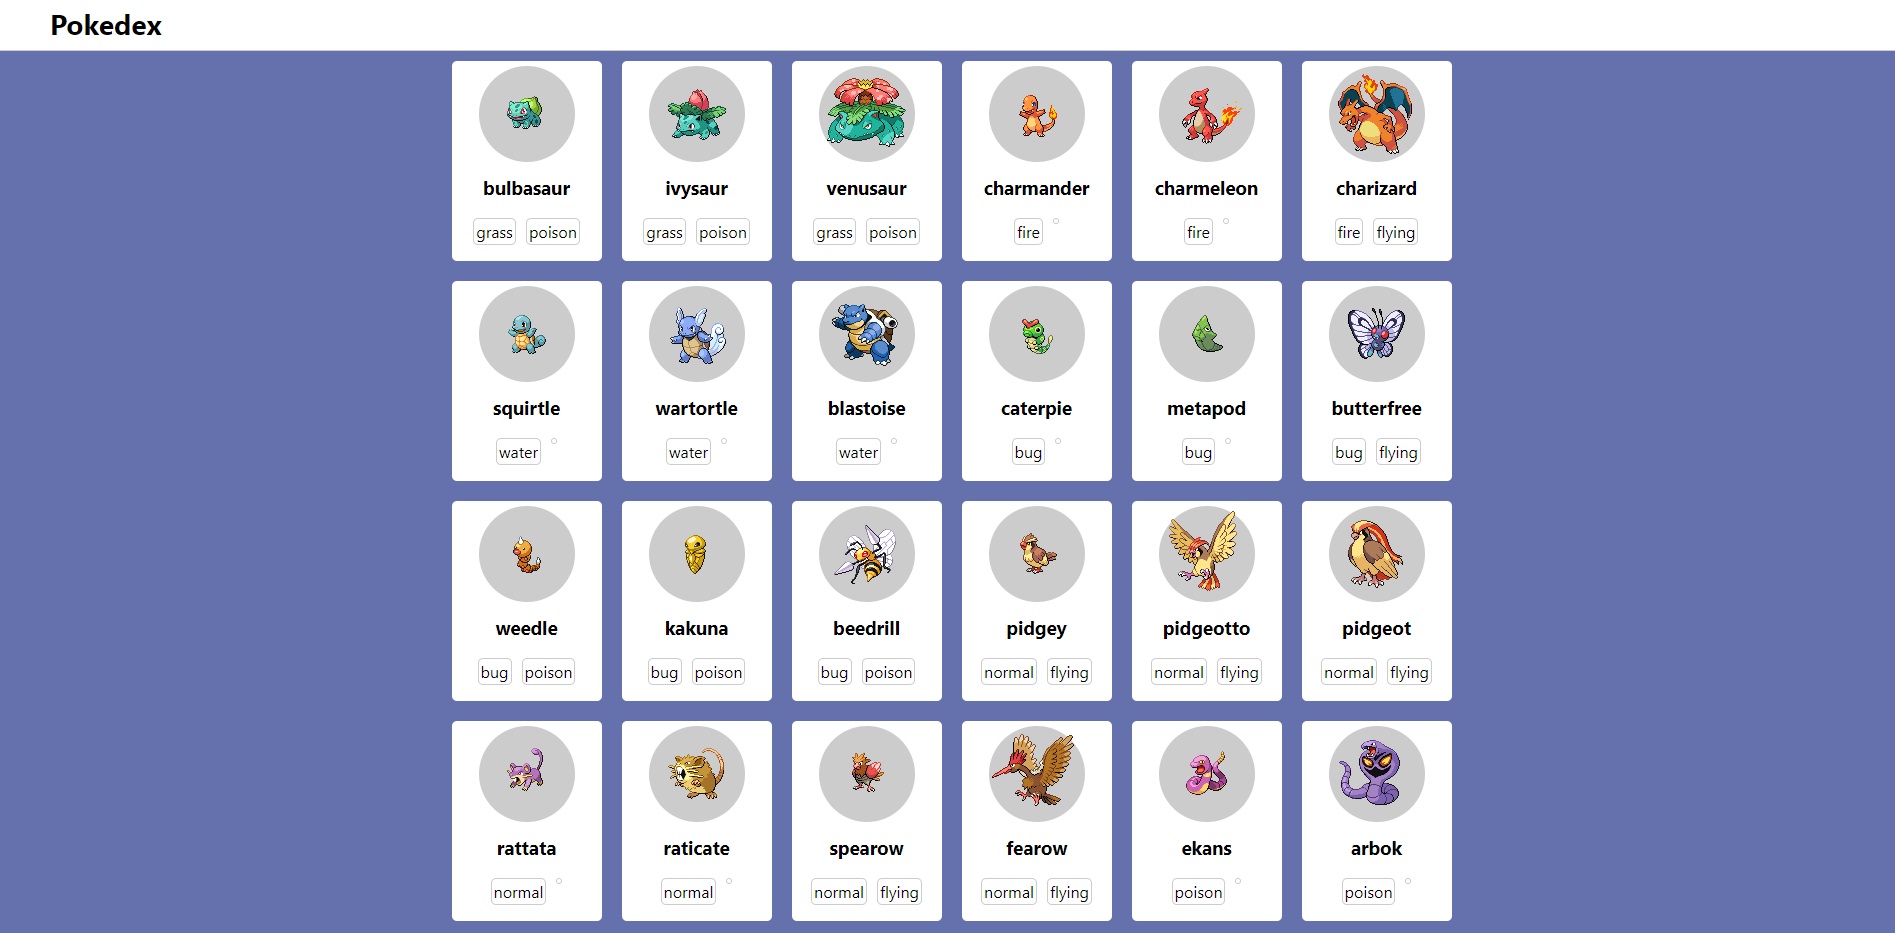 Pokedex
bulbasaur ivysaur venusaur charmander charmeleon charizard
grass poison grass poison grass poison fire fire fire flying
squirtle wartortle blastoise caterpie metapod butterfree
water water water bug bug bug flying
weedle kakuna beedrill pidgey pidgeotto pidgeot
bug poison bug poison bug poison normal flying normal flying normal flying
rattata raticate spearow fearow ekans arbok
normal normal normal flying normal flying poison poison